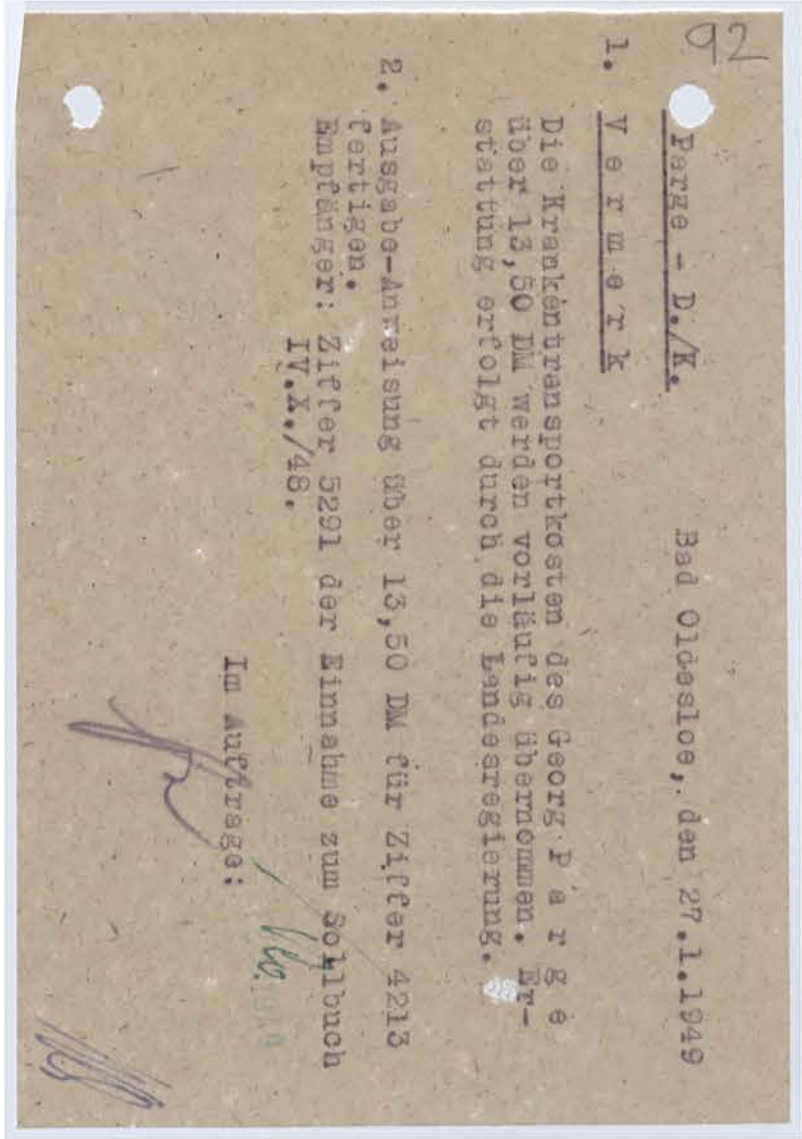 92
Bad Oldesloe, den 27.1.1949
Parge - D./K.
1. V e r m e r k
Die Krankentransportkosten des Georg P a r g e
über 13,50 DM werden vorläufig übernommen. Er-
stattung erfolgt durch die Landesregierung.
2. Ausgabe-Anweisung über 13,50 DM für Ziffer 4213
fertigen.
Empfänger: Ziffer 5291 der Einnahme zum Sollbuch
IV.X./48.
Im Auftrage: